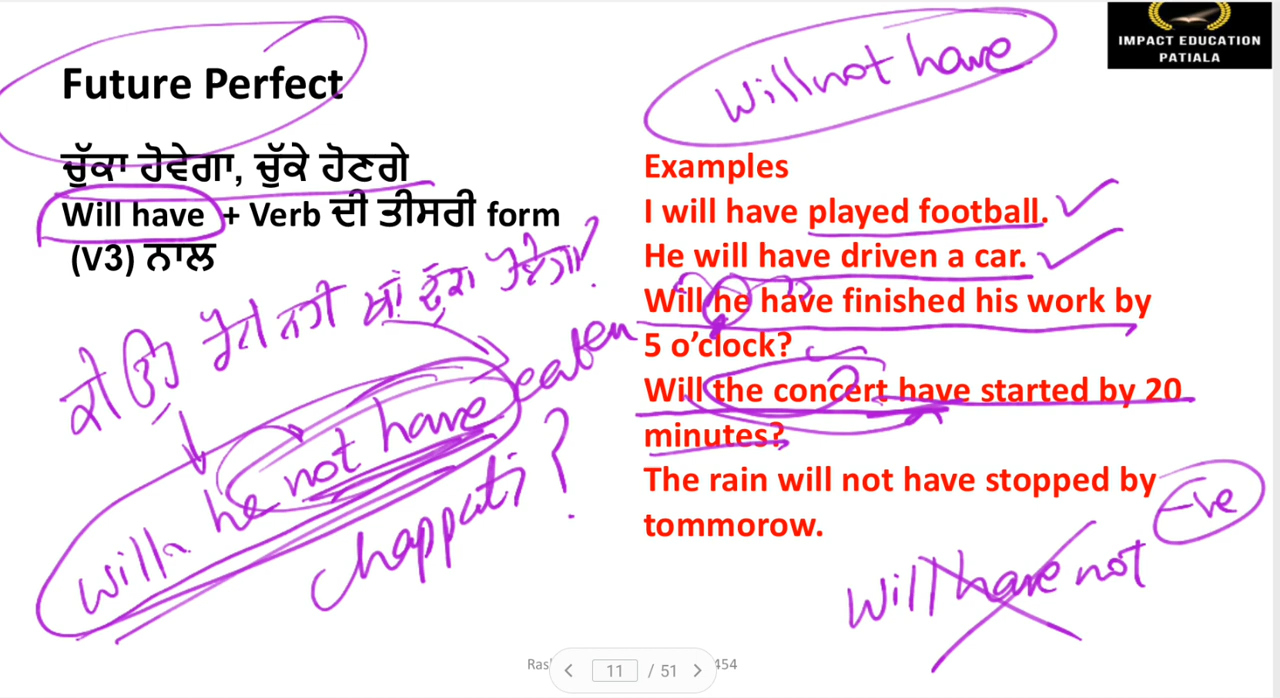 IMPACT EDUCATION
PATIALA
Will not have
Future Perfect
ਚੁੱਕਾ ਹੋਵੇਗਾ, ਚੁੱਕੇ ਹੋਣਗੇ
Will have + Verb ਦੀ ਤੀਸਰੀ form
(V3) ਨਾਲ
ਕੀ ਉਹ ਰੋਟੀ ਨਹੀ ਖਾ ਚੁੱਕਾ ਹੋਵੇਗਾ?
will he not have eaten
chappati?
Examples
I will have played football.
He will have driven a car.
Will he have finished his work by
5 o’clock?
Will the concert have started by 20
minutes?
The rain will not have stopped by
tommorow.
-ve
Will have not
11 / 51
454